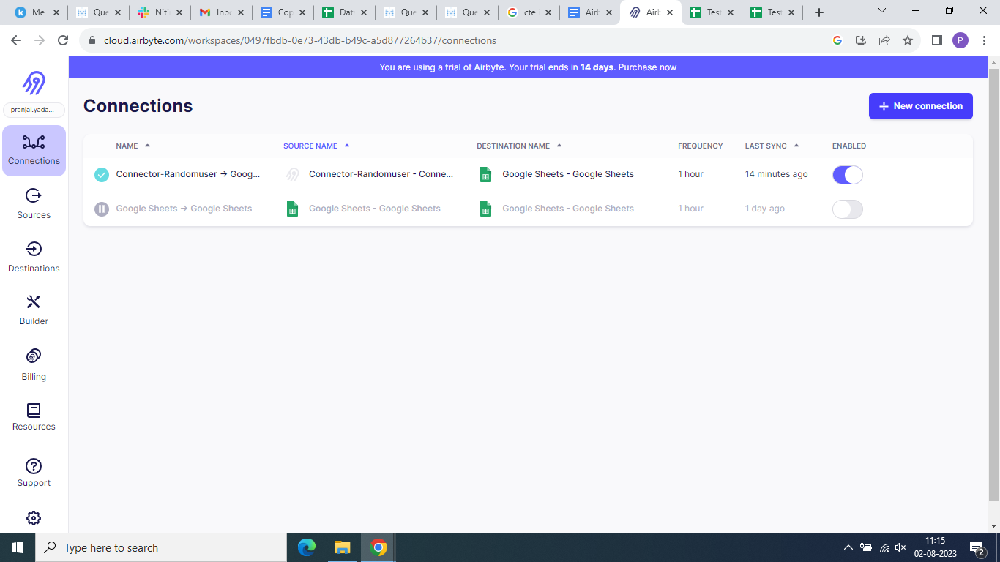 Me
Que
Nitin
Inbo
Cop
Data
Que
Que
cte
Airb
Airb
Test
Test
cloud.airbyte.com/workspaces/0497fbdb-0e73-43db-b49c-a5d877264b37/connections
P
You are using a trial of Airbyte. Your trial ends in 14 days. Purchase now
pranjal.yada...
Connections
Sources
Destinations
Builder
Billing
Resources
Support
Connections
+ New connection
NAME SOURCE NAME DESTINATION NAME FREQUENCY LAST SYNC ENABLED
Connector-Randomuser → Goog... Connector-Randomuser - Conne... Google Sheets - Google Sheets 1 hour 14 minutes ago
Google Sheets → Google Sheets Google Sheets - Google Sheets Google Sheets - Google Sheets 1 hour 1 day ago
Type here to search
11:15
02-08-2023
2